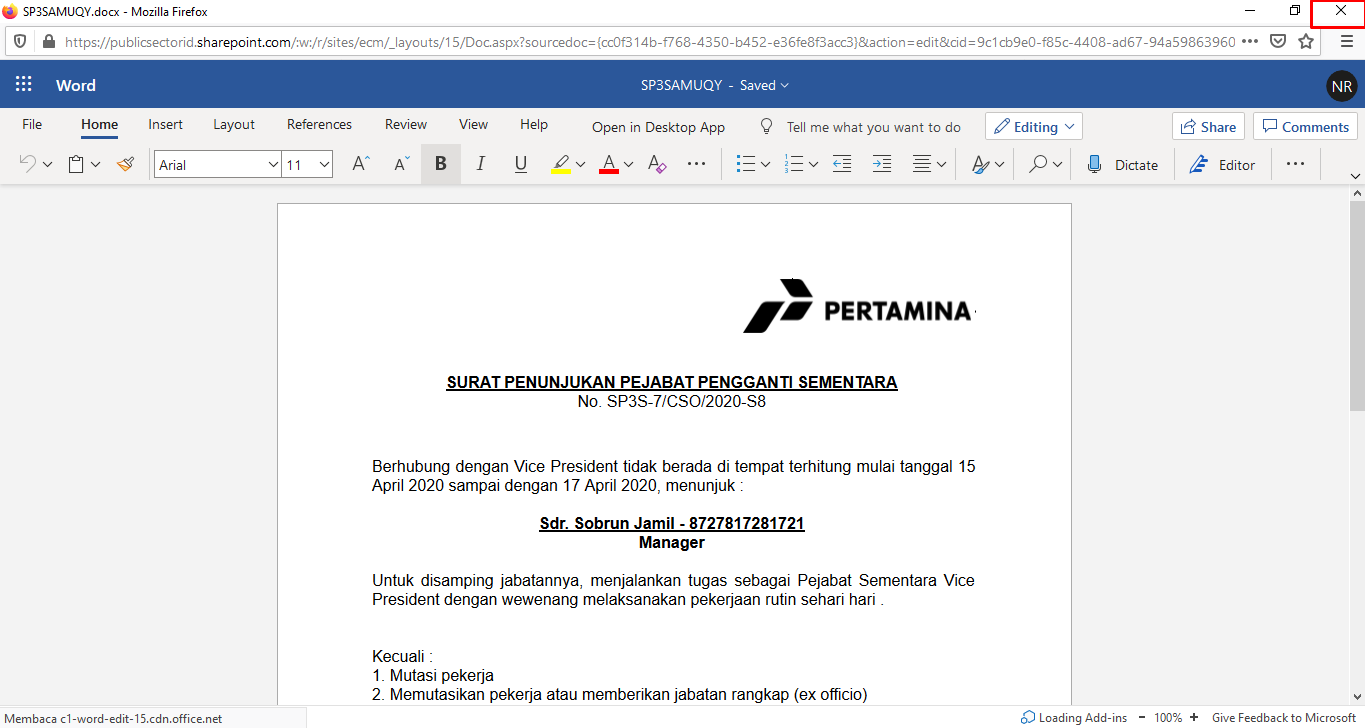 SP3SAMUQY.docx - Mozilla Firefox
https://publicsectorid.sharepoint.com/:w:/r/sites/ecm/_layouts/15/Doc.aspx?sourcedoc={cc0f314b-f768-4350-b452-e36fe8f3acc3}&action=edit&cid=9c1cb9e0-f85c-4408-ad67-94a59863960
Word
SP3SAMUQY - Saved
NR
File Home Insert Layout References Review View Help Open in Desktop App Tell me what you want to do Editing Share Comments
Arial 11 A A B I U A A Dictate Editor
PERTAMINA
SURAT PENUNJUKAN PEJABAT PENGGANTI SEMENTARA
No. SP3S-7/CSO/2020-S8
Berhubung dengan Vice President tidak berada di tempat terhitung mulai tanggal 15
April 2020 sampai dengan 17 April 2020, menunjuk :
Sdr. Sobrun Jamil - 8727817281721
Manager
Untuk disamping jabatannya, menjalankan tugas sebagai Pejabat Sementara Vice
President dengan wewenang melaksanakan pekerjaan rutin sehari hari .
Kecuali :
1. Mutasi pekerja
2. Memutasikan pekerja atau memberikan jabatan rangkap (ex officio)
Membaca c1-word-edit-15.cdn.office.net
Loading Add-ins - 100% + Give Feedback to Microsoft